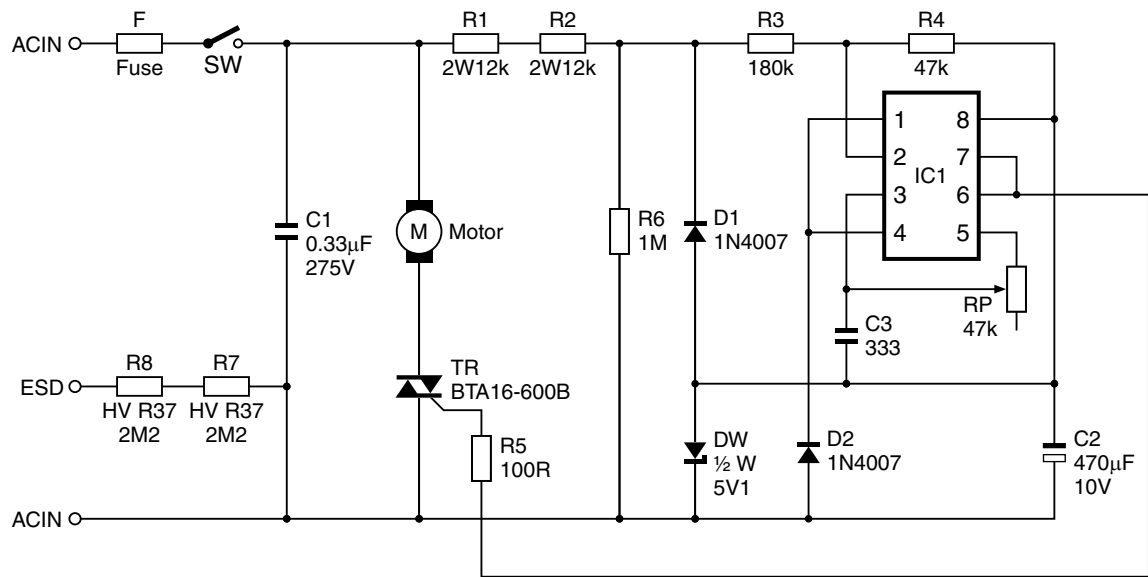 F
Fuse
ACIN
SW
R1
2W12k
R2
2W12k
R3
180k
R4
47k
1
2
3
4
8
7
6
5
IC1
C1
0.33µF
275V
M
Motor
R6
1M
D1
1N4007
RP
47k
C3
333
ESD
R8
HV R37
2M2
R7
HV R37
2M2
TR
BTA16-600B
R5
100R
DW
½ W
5V1
D2
1N4007
C2
470µF
10V
ACIN